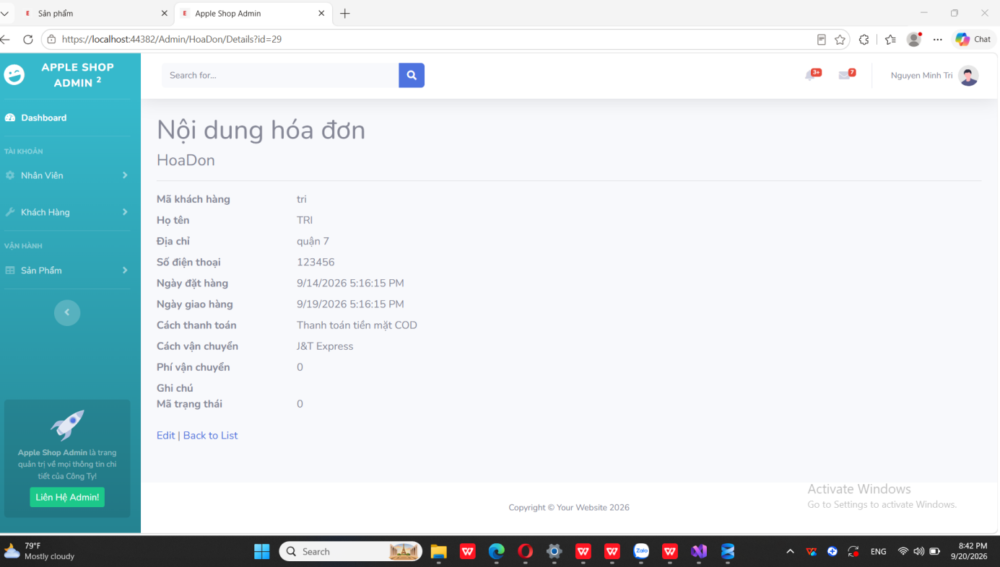 Sản phẩm
Apple Shop Admin
https://localhost:44382/Admin/HoaDon/Details?id=29
Chat
APPLE SHOP
ADMIN 2
Search for...
3+
7
Nguyen Minh Tri
Dashboard
TÀI KHOẢN
Nhân Viên
Khách Hàng
VẬN HÀNH
Sản Phẩm
Apple Shop Admin là trang
quản trị về mọi thông tin chi
tiết của Công Ty!
Liên Hệ Admin!
Nội dung hóa đơn
HoaDon
Mã khách hàng tri
Họ tên TRI
Địa chỉ quận 7
Số điện thoại 123456
Ngày đặt hàng 9/14/2026 5:16:15 PM
Ngày giao hàng 9/19/2026 5:16:15 PM
Cách thanh toán Thanh toán tiền mặt COD
Cách vận chuyển J&T Express
Phí vận chuyển 0
Ghi chú
Mã trạng thái 0
Edit | Back to List
Activate Windows
Go to Settings to activate Windows.
Copyright © Your Website 2026
79°F
Mostly cloudy
Search
Zalo
ENG
8:42 PM
9/20/2026